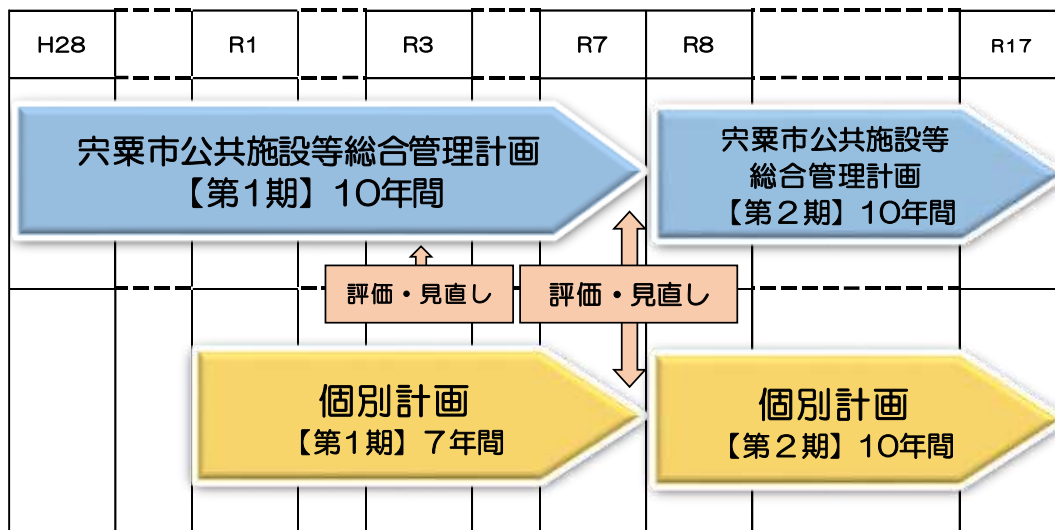 H28 R1 R3 R7 R8 R17
宍粟市公共施設等総合管理計画
【第1期】10年間
宍粟市公共施設等
総合管理計画
【第２期】10年間
評価・見直し
評価・見直し
個別計画
【第1期】７年間
個別計画
【第２期】10年間